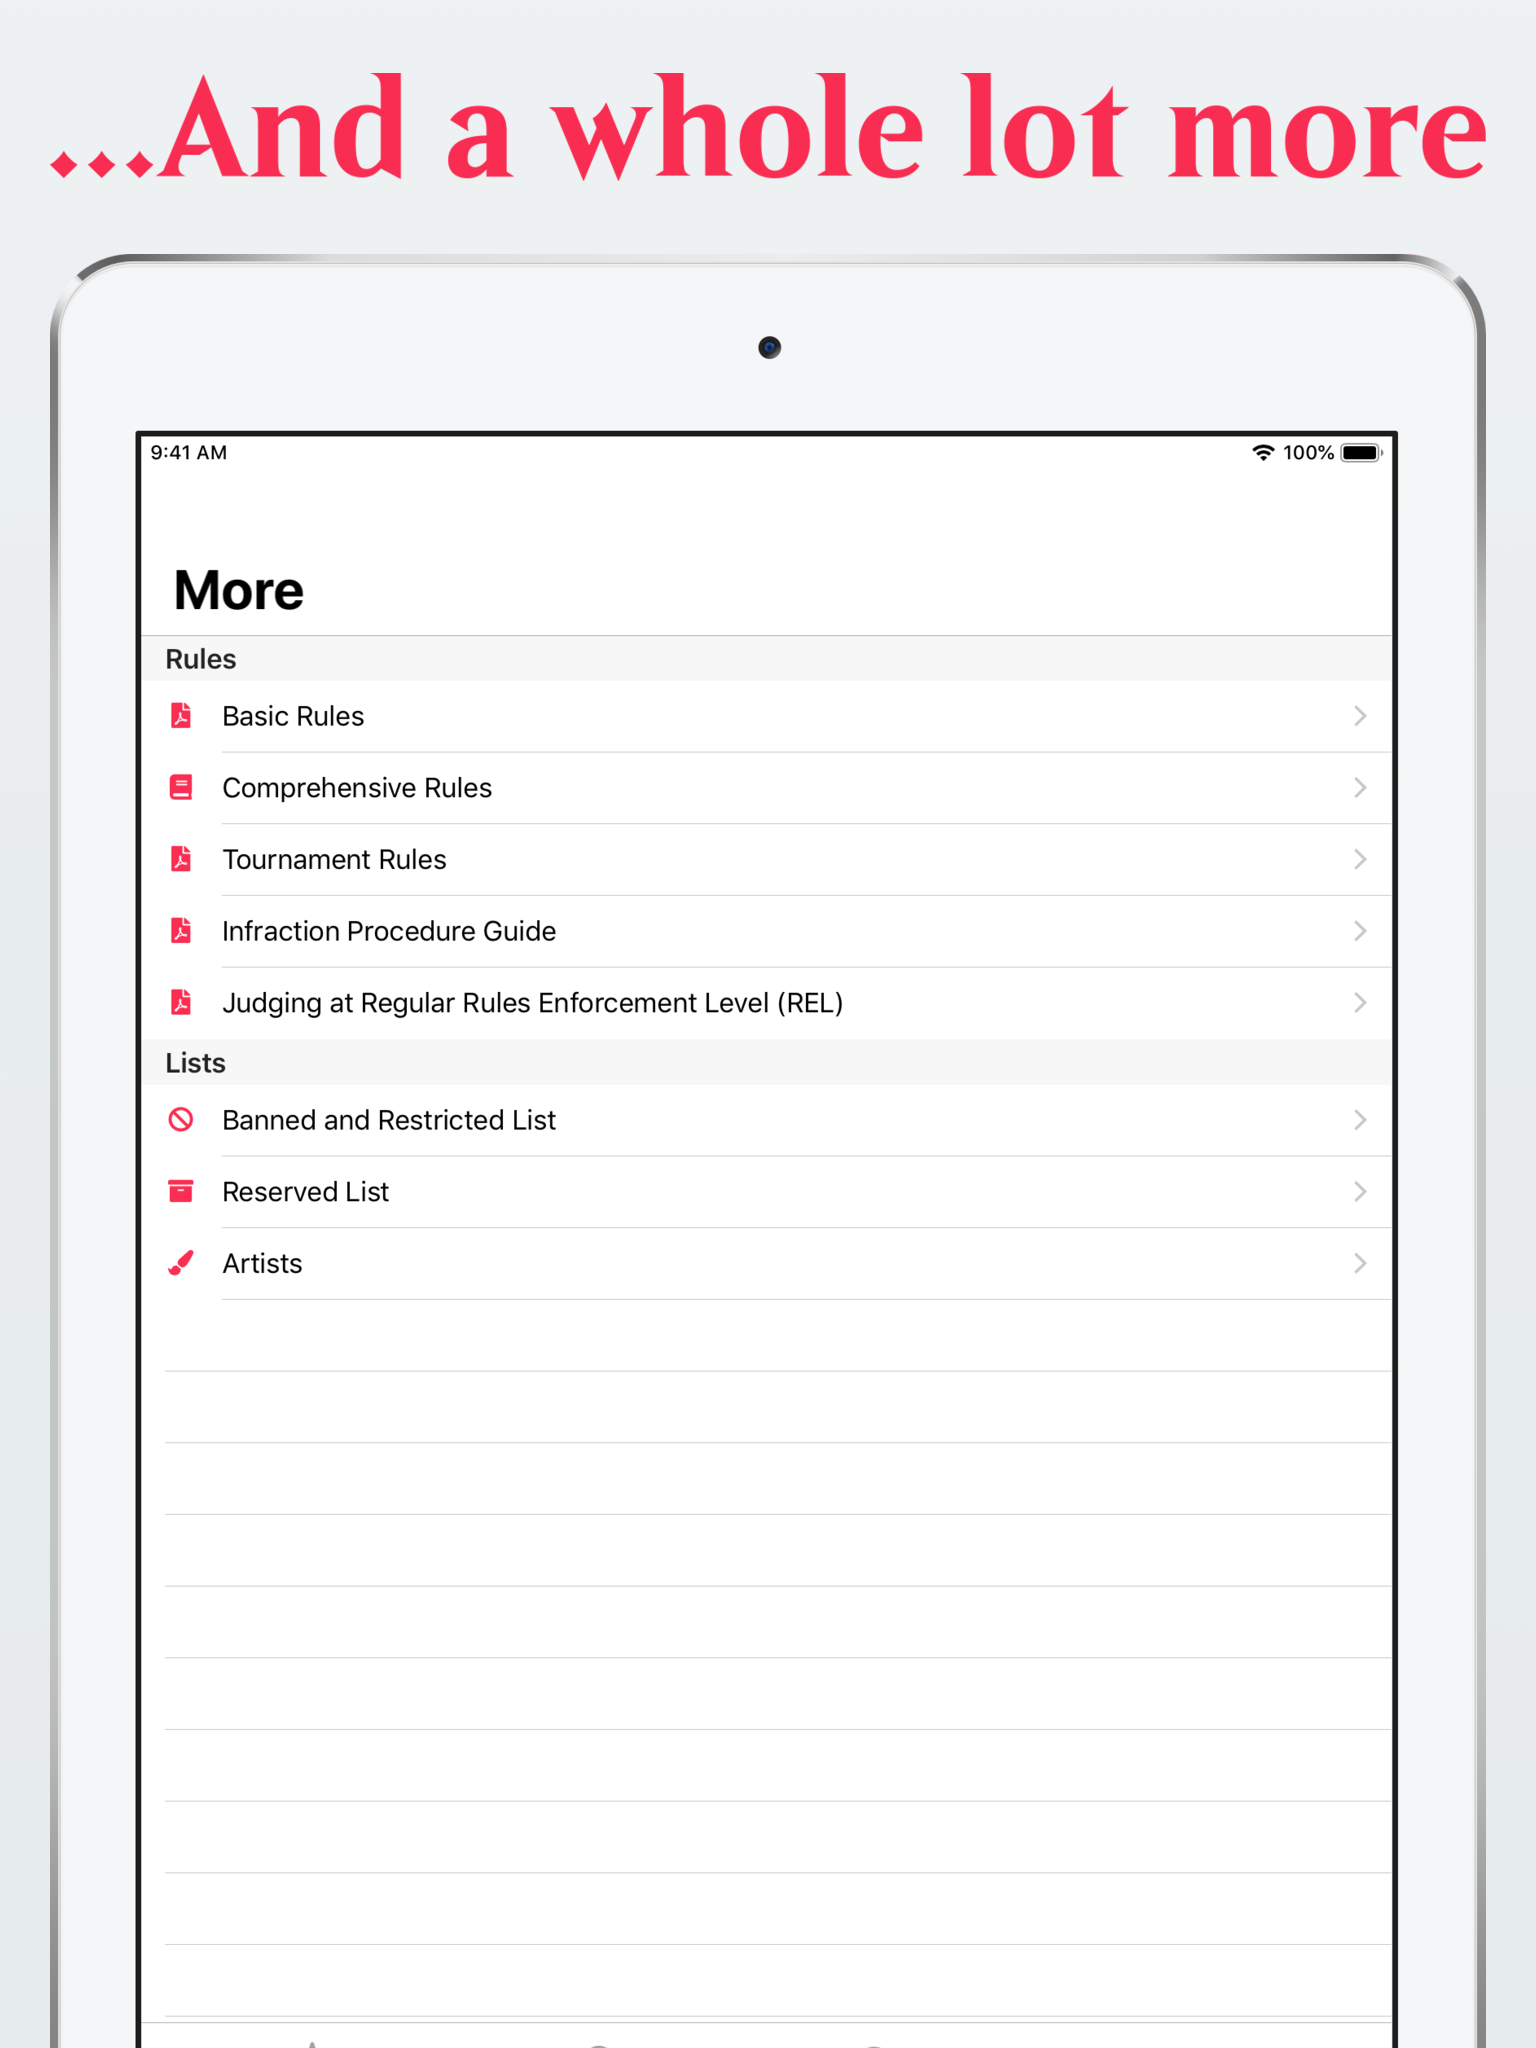 ...And a whole lot more
9:41 AM
100%
More
Rules
Basic Rules
Comprehensive Rules
Tournament Rules
Infraction Procedure Guide
Judging at Regular Rules Enforcement Level (REL)
Lists
Banned and Restricted List
Reserved List
Artists